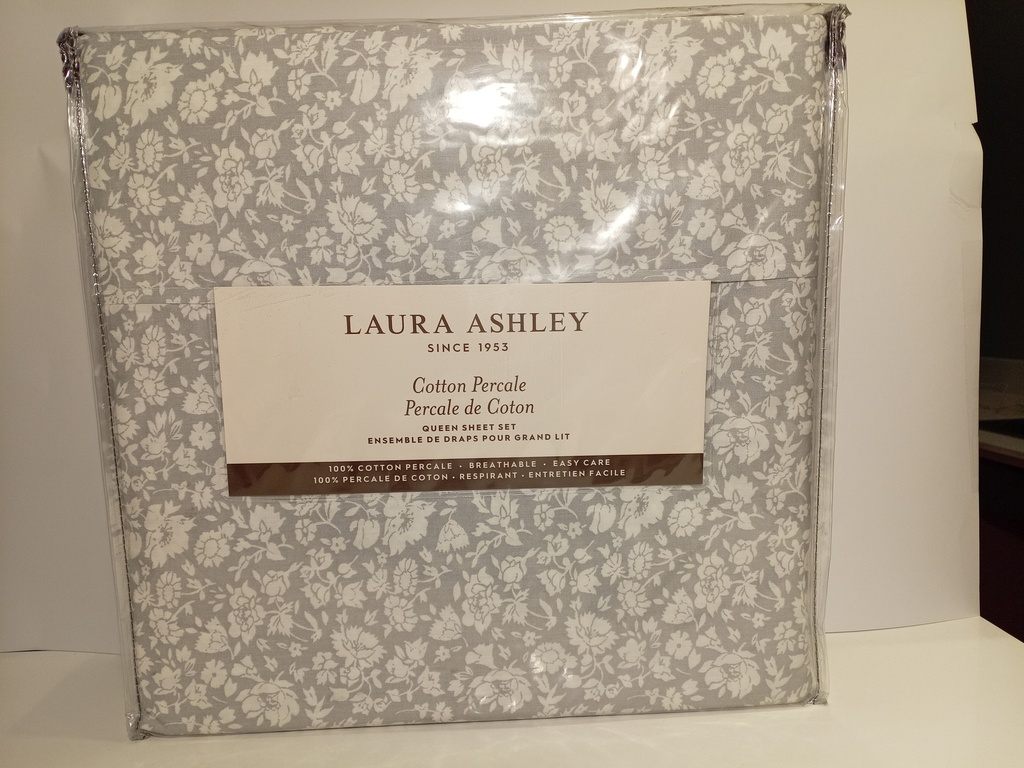 LAURA ASHLEY
SINCE 1953
Cotton Percale
Percale de Coton
QUEEN SHEET SET
ENSEMBLE DE DRAPS POUR GRAND LIT
100% COTTON PERCALE • BREATHABLE • EASY CARE
100% PERCALE DE COTON • RESPIRANT • ENTRETIEN FACILE